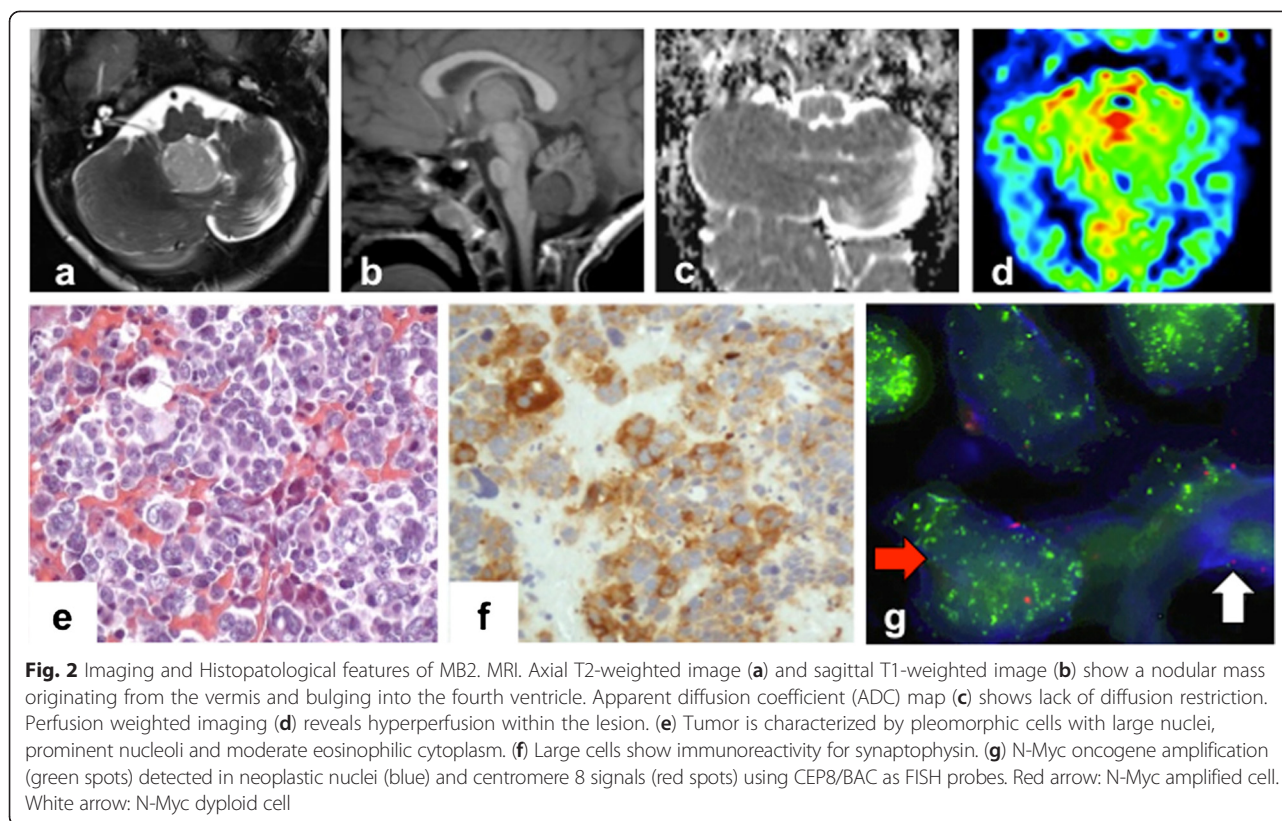 a
b
c
d
e
f
g
Fig. 2 Imaging and Histopatological features of MB2. MRI. Axial T2-weighted image (a) and sagittal T1-weighted image (b) show a nodular mass
originating from the vermis and bulging into the fourth ventricle. Apparent diffusion coefficient (ADC) map (c) shows lack of diffusion restriction.
Perfusion weighted imaging (d) reveals hyperperfusion within the lesion. (e) Tumor is characterized by pleomorphic cells with large nuclei,
prominent nucleoli and moderate eosinophilic cytoplasm. (f) Large cells show immunoreactivity for synaptophysin. (g) N-Myc oncogene amplification
(green spots) detected in neoplastic nuclei (blue) and centromere 8 signals (red spots) using CEP8/BAC as FISH probes. Red arrow: N-Myc amplified cell.
White arrow: N-Myc dyploid cell